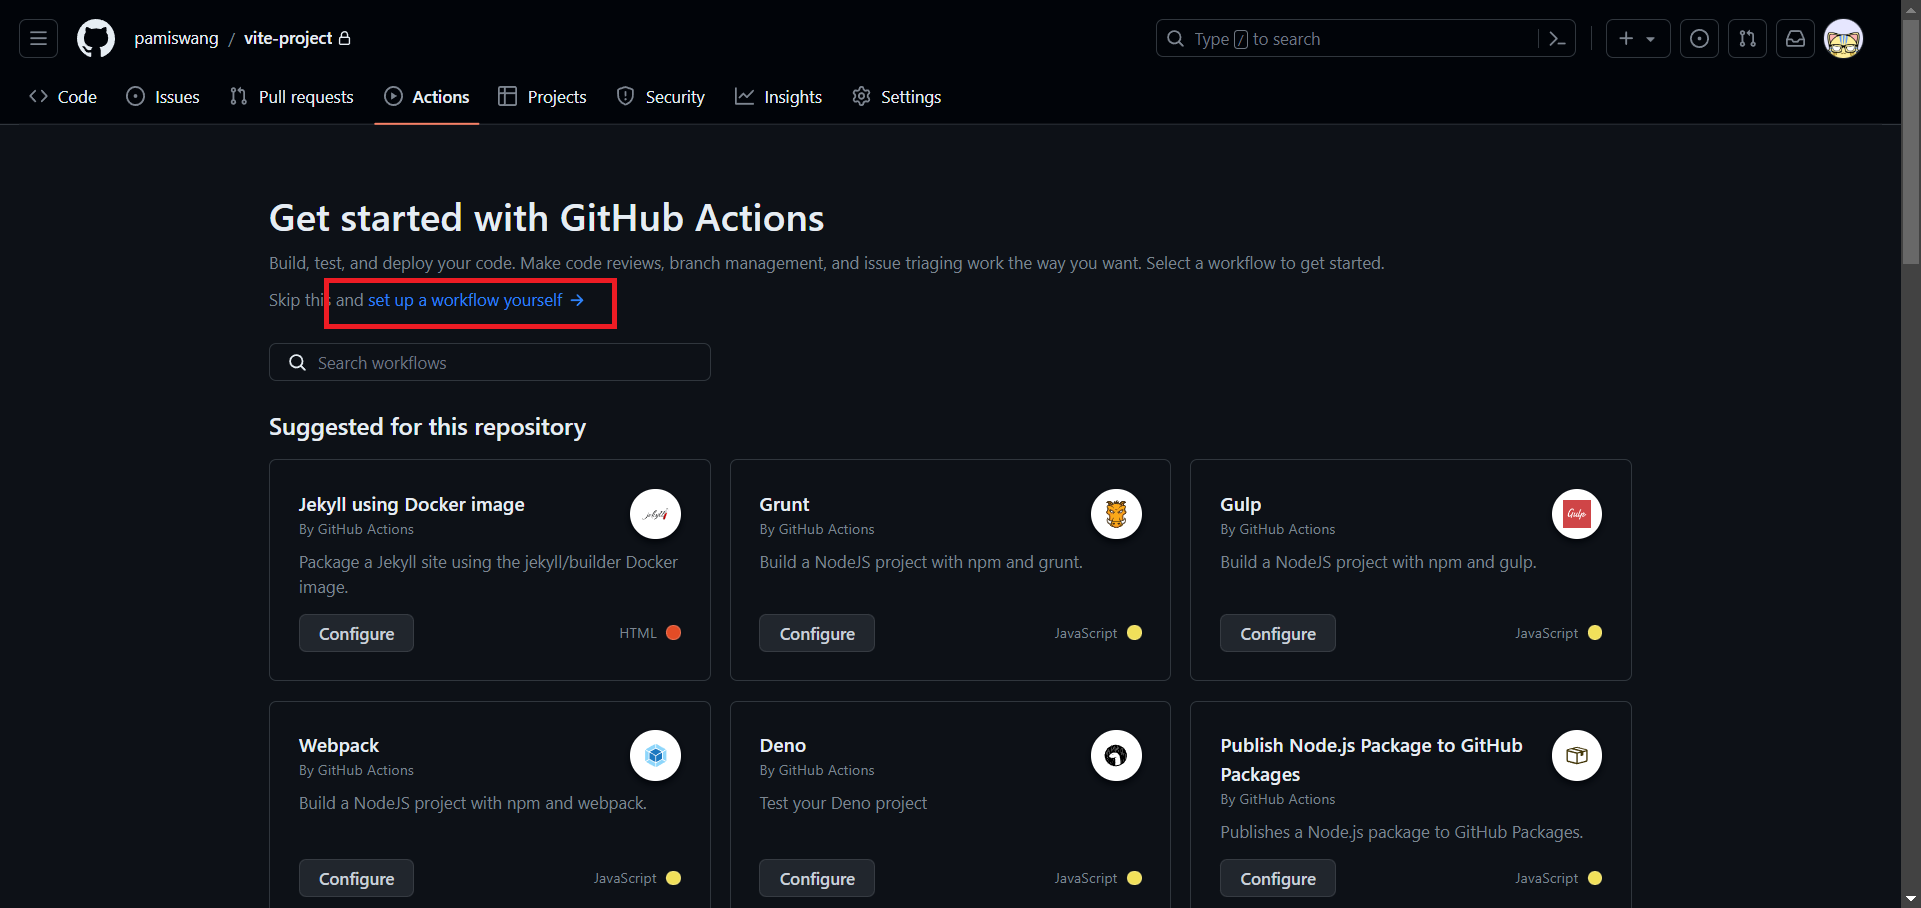 pamiswang / vite-project
Type / to search
Code Issues Pull requests Actions Projects Security Insights Settings
Get started with GitHub Actions
Build, test, and deploy your code. Make code reviews, branch management, and issue triaging work the way you want. Select a workflow to get started.
Skip this and set up a workflow yourself →
Search workflows
Suggested for this repository
Jekyll using Docker image
By GitHub Actions
Package a Jekyll site using the jekyll/builder Docker
image.
Configure
HTML
jekyll
Grunt
By GitHub Actions
Build a NodeJS project with npm and grunt.
Configure
JavaScript
Gulp
By GitHub Actions
Build a NodeJS project with npm and gulp.
Configure
JavaScript
Gulp
Webpack
By GitHub Actions
Build a NodeJS project with npm and webpack.
Configure
JavaScript
Deno
By GitHub Actions
Test your Deno project
Configure
JavaScript
Publish Node.js Package to GitHub
Packages
By GitHub Actions
Publishes a Node.js package to GitHub Packages.
Configure
JavaScript